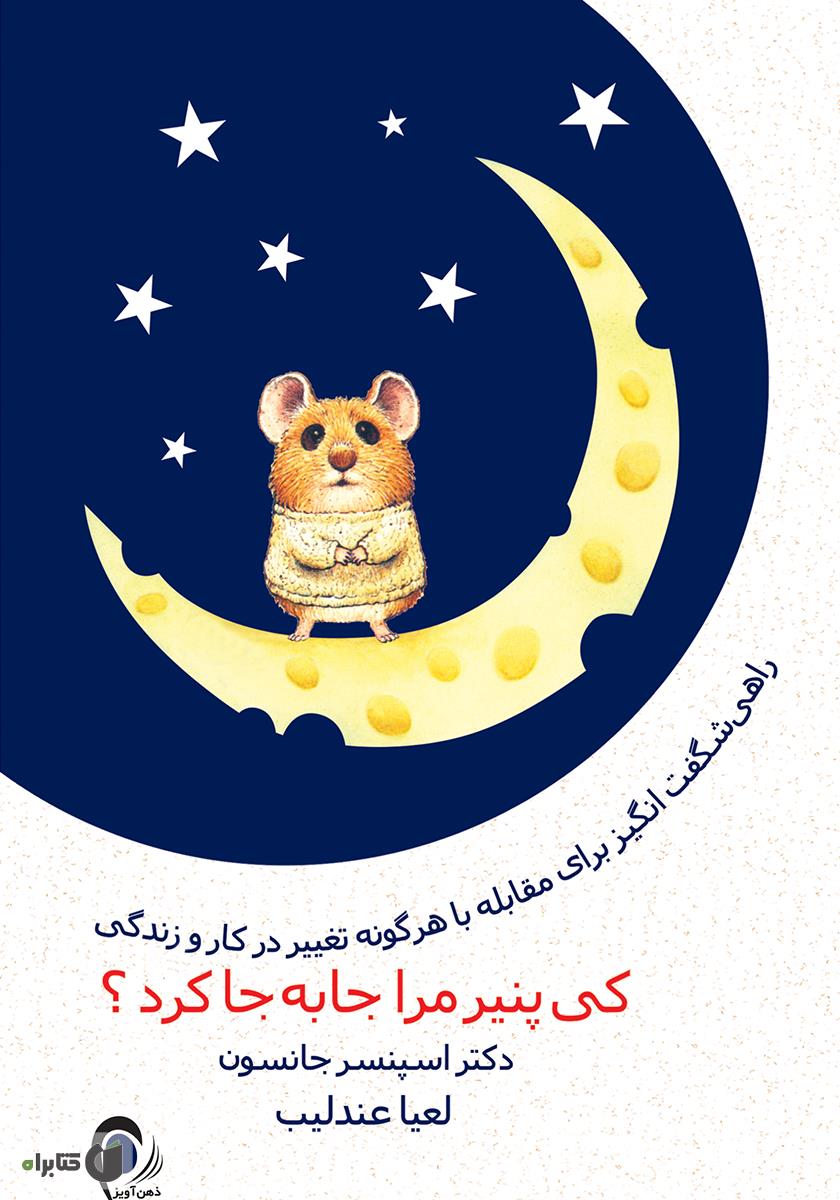 راهی شگفت انگیز برای مقابله با هرگونه تغییر در کار و زندگی
کی پنیر مرا جابه جا کرد ؟
دکتر اسپنسر جانسون
لعیا عندلیب
کتابراه
ذهن‌آویز